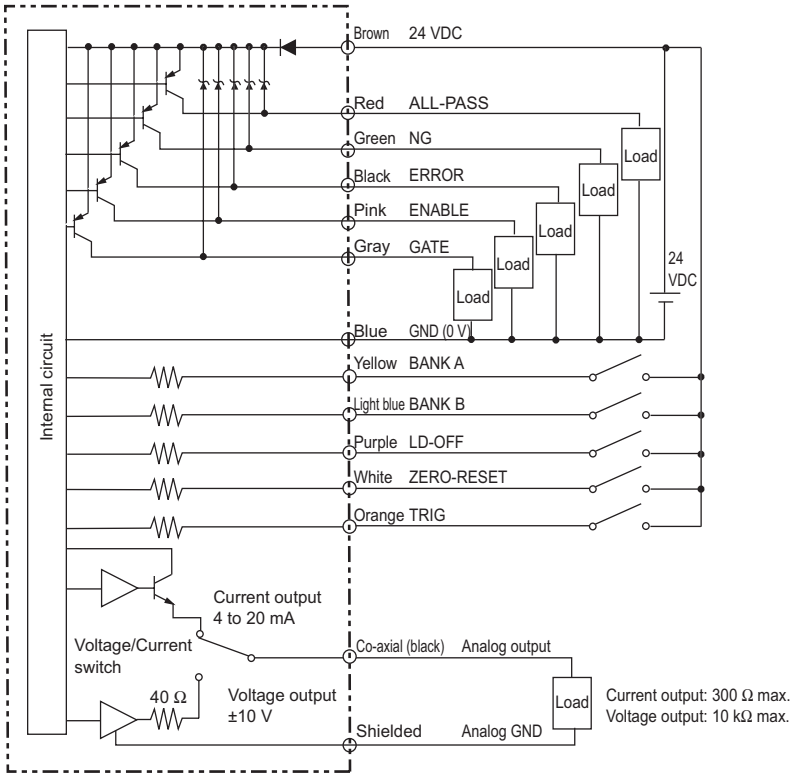 Brown 24 VDC
Red ALL-PASS
Green NG
Black ERROR
Pink ENABLE
Gray GATE
Load
Load
Load
Load
Load
24
VDC
Blue GND (0 V)
Yellow BANK A
Light blue BANK B
Purple LD-OFF
White ZERO-RESET
Orange TRIG
Internal circuit
Current output
4 to 20 mA
Voltage/Current
switch
Co-axial (black) Analog output
40 Ω
Voltage output
±10 V
Load
Current output: 300 Ω max.
Voltage output: 10 kΩ max.
Shielded Analog GND